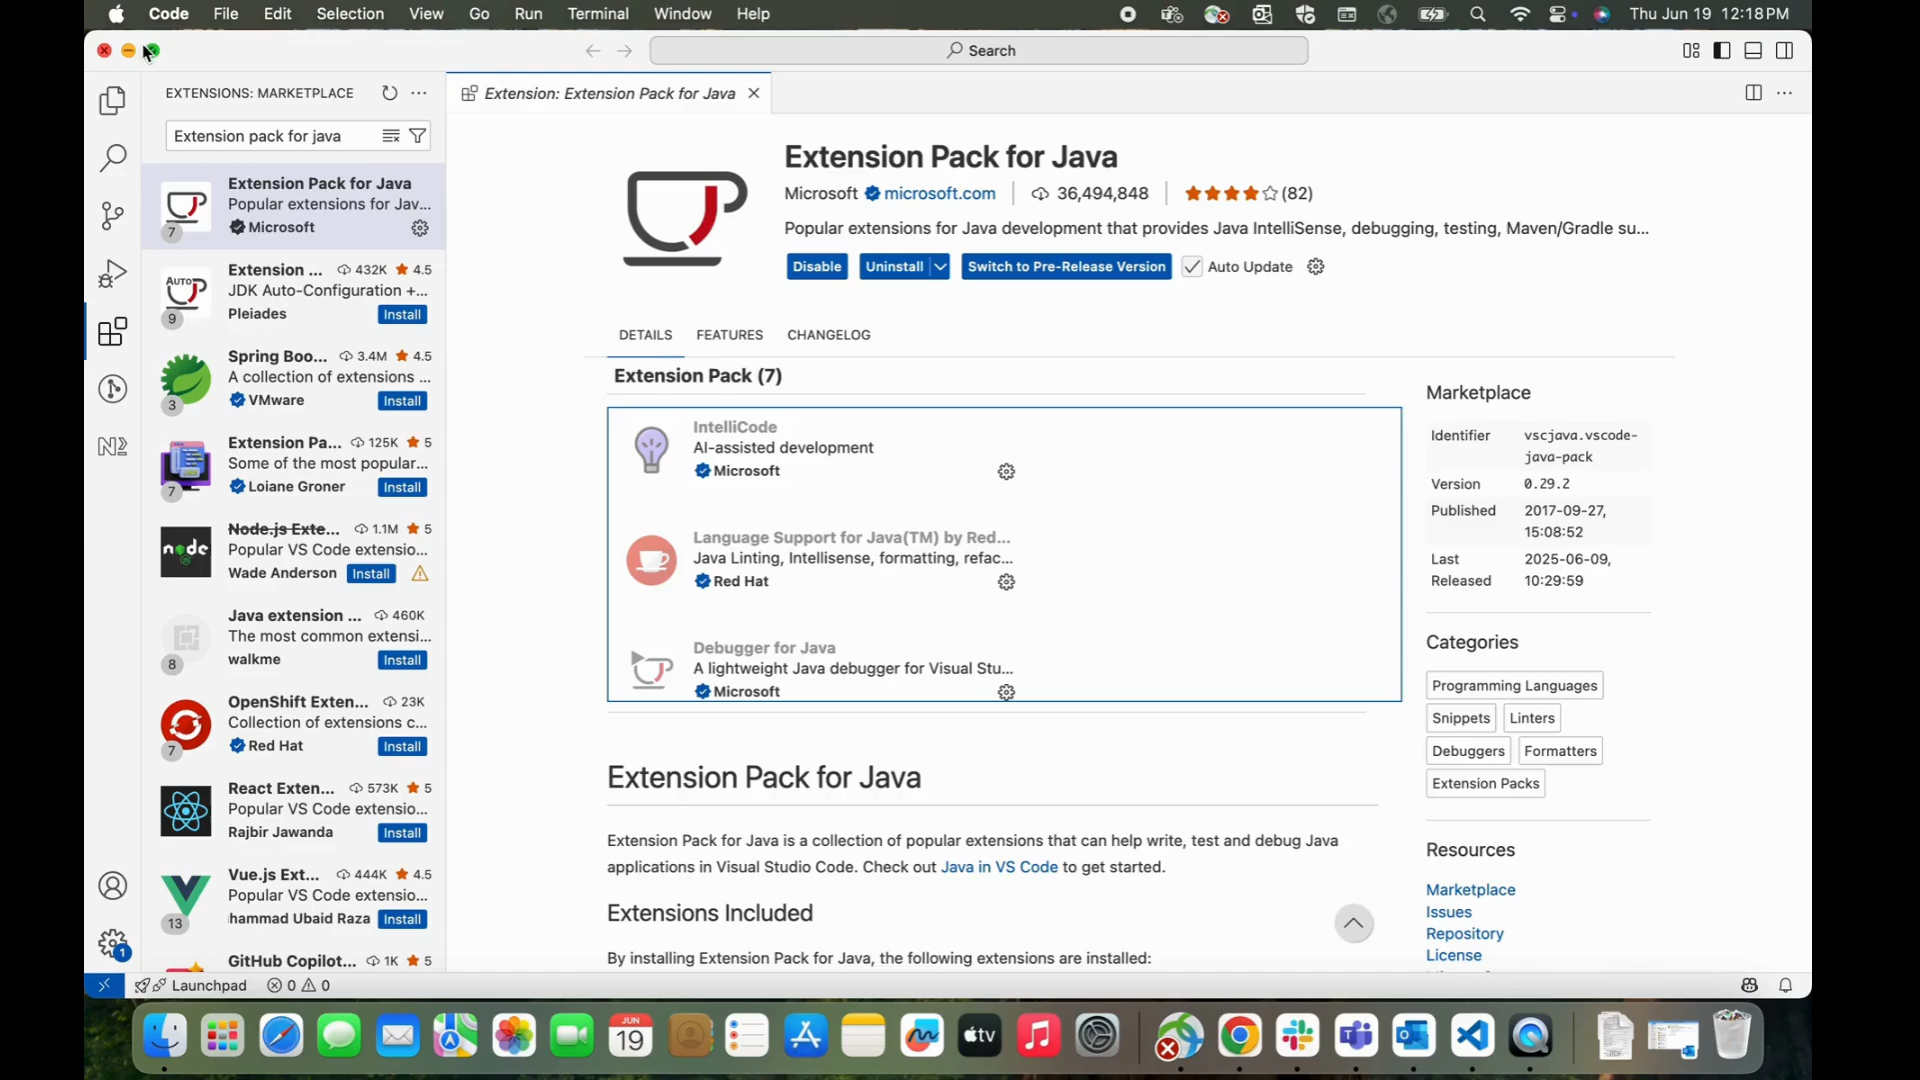 Code File Edit Selection View Go Run Terminal Window Help Thu Jun 19 12:18 PM
Search
EXTENSIONS: MARKETPLACE
Extension: Extension Pack for Java
Extension pack for java
Extension Pack for Java
Popular extensions for Jav...
Microsoft
7
Extension ... 432K 4.5
JDK Auto-Configuration +...
Pleiades Install
AUTO
9
Spring Boo... 3.4M 4.5
A collection of extensions ...
VMware Install
3
Extension Pa... 125K 5
Some of the most popular...
Loiane Groner Install
7
Node.js Exte... 1.1M 5
Popular VS Code extensio...
Wade Anderson Install
node
Java extension ... 460K
The most common extensi...
walkme Install
8
OpenShift Exten... 23K
Collection of extensions c...
Red Hat Install
7
React Exten... 573K 5
Popular VS Code extensio...
Rajbir Jawanda Install
Vue.js Ext... 444K 4.5
Popular VS Code extensio...
hammad Ubaid Raza Install
13
GitHub Copilot... 1K 5
Extension Pack for Java
Microsoft microsoft.com 36,494,848 (82)
Popular extensions for Java development that provides Java IntelliSense, debugging, testing, Maven/Gradle su...
Disable Uninstall Switch to Pre-Release Version Auto Update
DETAILS FEATURES CHANGELOG
Extension Pack (7)
IntelliCode
AI-assisted development
Microsoft
Language Support for Java(TM) by Red...
Java Linting, Intellisense, formatting, refac...
Red Hat
Debugger for Java
A lightweight Java debugger for Visual Stu...
Microsoft
Extension Pack for Java
Extension Pack for Java is a collection of popular extensions that can help write, test and debug Java
applications in Visual Studio Code. Check out Java in VS Code to get started.
Extensions Included
By installing Extension Pack for Java, the following extensions are installed:
Marketplace
Identifier vscjava.vscode-
java-pack
Version 0.29.2
Published 2017-09-27,
15:08:52
Last 2025-06-09,
Released 10:29:59
Categories
Programming Languages
Snippets Linters
Debuggers Formatters
Extension Packs
Resources
Marketplace
Issues
Repository
License
1
Launchpad 0 0
JUN
19
tv